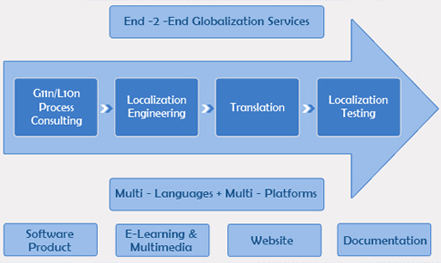 End -2 -End Globalization Services
G11n/L10n
Process
Consulting
Localization
Engineering
Translation
Localization
Testing
Multi - Languages + Multi - Platforms
Software
Product
E-Learning &
Multimedia
Website
Documentation